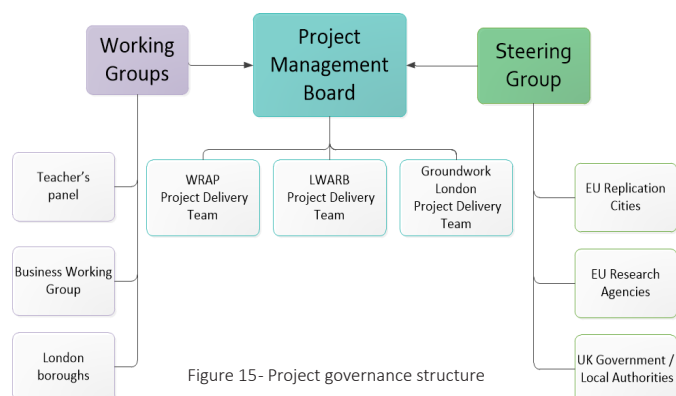 Working
Groups
Project
Management
Board
Steering
Group
Teacher's
panel
Business Working
Group
London
boroughs
WRAP
Project Delivery
Team
LWARB
Project Delivery
Team
Groundwork
London
Project Delivery
Team
EU Replication
Cities
EU Research
Agencies
UK Government /
Local Authorities
Figure 15- Project governance structure